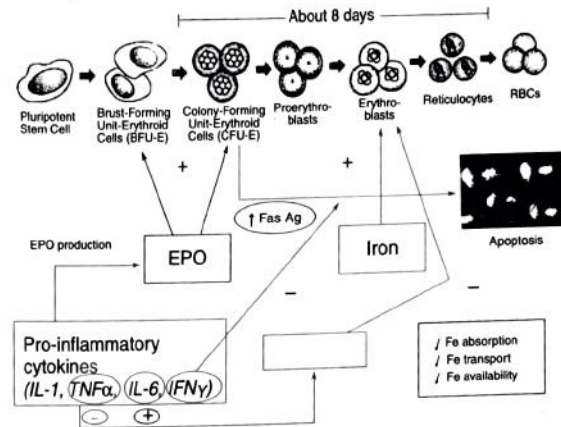 About 8 days
Pluripotent
Stem Cell
Brust-Forming
Unit-Erythroid
Cells (BFU-E)
Colony-Forming
Unit-Erythroid
Cells (CFU-E)
Proerythro-
blasts
Erythro-
blasts
Reticulocytes
RBCs
+
+
↑ Fas Ag
Apoptosis
EPO production
EPO
Iron
–
–
Pro-inflammatory
cytokines
(IL-1, TNFα, IL-6, IFNγ)
– +
↓ Fe absorption
↓ Fe transport
↓ Fe availability